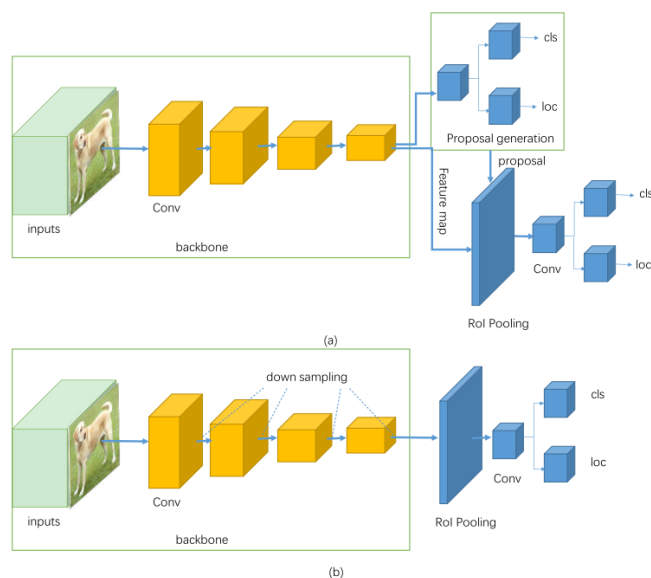 cls
loc
Proposal generation
proposal
Feature map
Conv
inputs
backbone
cls
loc
Conv
RoI Pooling
(a)
down sampling
cls
loc
Conv
Conv
inputs
RoI Pooling
backbone
(b)